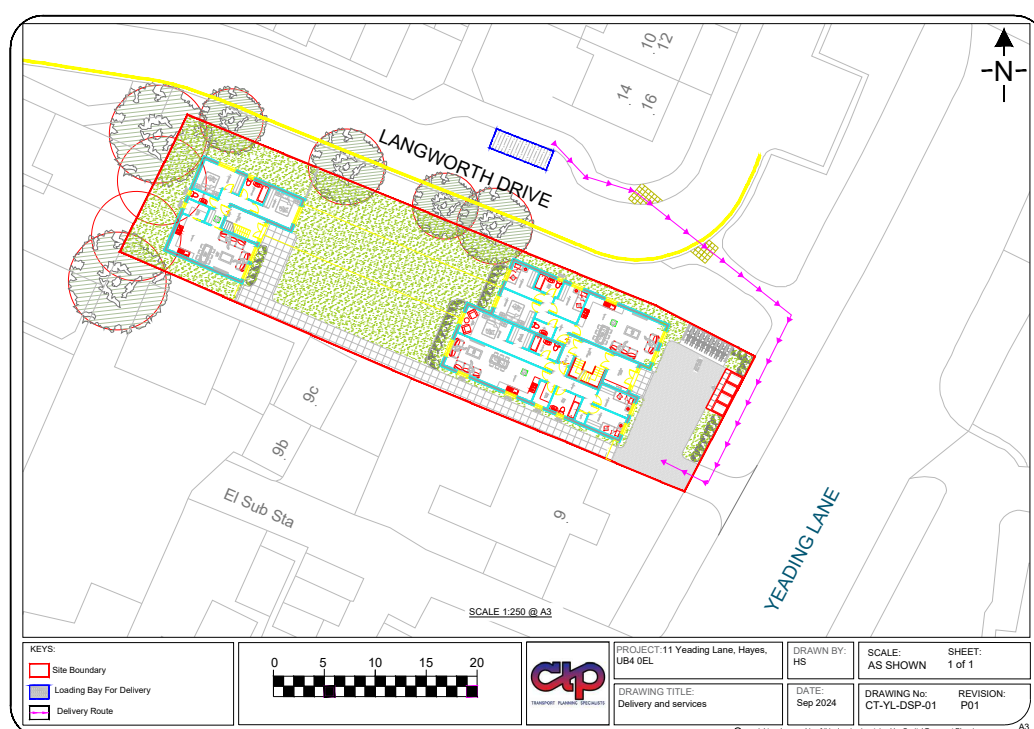 N
10
12
14
16
LANGWORTH DRIVE
9c
9b
El Sub Sta
9
YEADING LANE
SCALE 1:250 @ A3
KEYS:
Site Boundary
Loading Bay For Delivery
Delivery Route
0 5 10 15 20
ctp
TRANSPORT PLANNING SPECIALISTS
PROJECT: 11 Yeading Lane, Hayes,
UB4 0EL
DRAWING TITLE:
Delivery and services
DRAWN BY:
HS
DATE:
Sep 2024
SCALE: SHEET:
AS SHOWN 1 of 1
DRAWING No: REVISION:
CT-YL-DSP-01 P01
A3